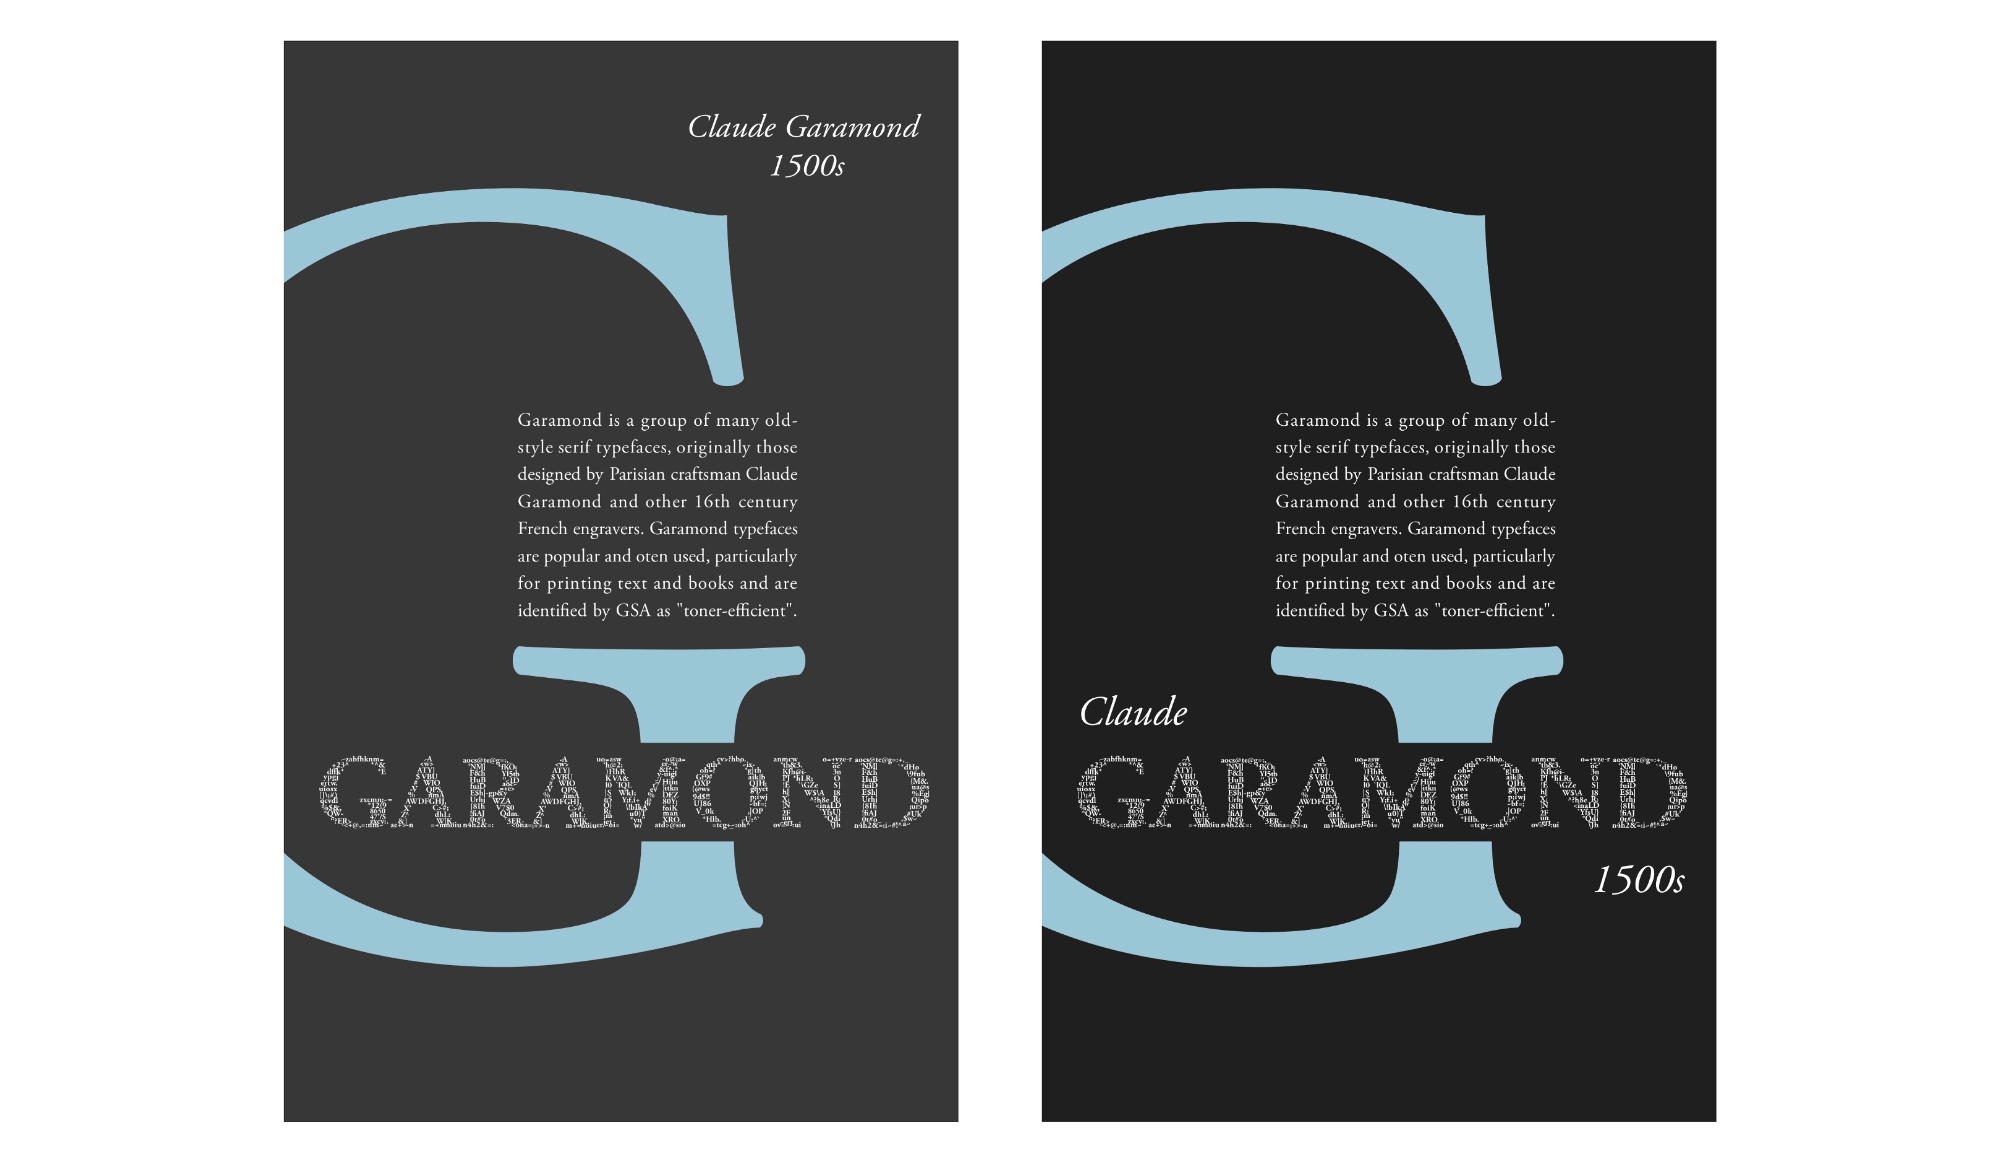 Claude Garamond
1500s
Garamond is a group of many old-
style serif typefaces, originally those
designed by Parisian craftsman Claude
Garamond and other 16th century
French engravers. Garamond typefaces
are popular and oten used, particularly
for printing text and books and are
identified by GSA as "toner-efficient".
GARAMOND
Garamond is a group of many old-
style serif typefaces, originally those
designed by Parisian craftsman Claude
Garamond and other 16th century
French engravers. Garamond typefaces
are popular and oten used, particularly
for printing text and books and are
identified by GSA as "toner-efficient".
Claude
GARAMOND
1500s